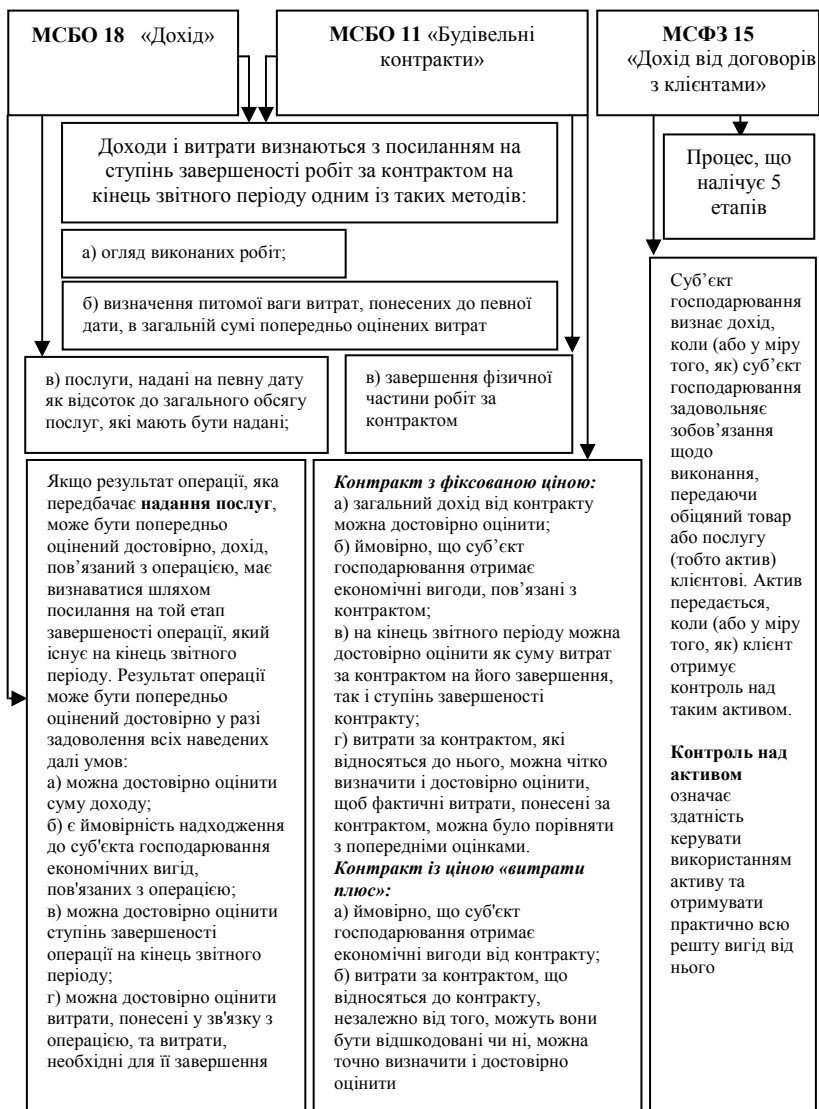 МСБО 18 «Дохід»
МСБО 11 «Будівельні
контракти»
МСФЗ 15
«Дохід від договорів
з клієнтами»
Доходи і витрати визнаються з посиланням на
ступінь завершеності робіт за контрактом на
кінець звітного періоду одним із таких методів:
Процес, що
налічує 5
етапів
а) огляд виконаних робіт;
б) визначення питомої ваги витрат, понесених до певної
дати, в загальній сумі попередньо оцінених витрат
в) послуги, надані на певну дату
як відсоток до загального обсягу
послуг, які мають бути надані;
в) завершення фізичної
частини робіт за
контрактом
Якщо результат операції, яка
передбачає надання послуг,
може бути попередньо
оцінений достовірно, дохід,
пов’язаний з операцією, має
визнаватися шляхом
посилання на той етап
завершеності операції, який
існує на кінець звітного
періоду. Результат операції
може бути попередньо
оцінений достовірно у разі
задоволення всіх наведених
далі умов:
а) можна достовірно оцінити
суму доходу;
б) є ймовірність надходження
до суб'єкта господарювання
економічних вигід,
пов'язаних з операцією;
в) можна достовірно оцінити
ступінь завершеності
операції на кінець звітного
періоду;
г) можна достовірно оцінити
витрати, понесені у зв'язку з
операцією, та витрати,
необхідні для її завершення
Контракт з фіксованою ціною:
а) загальний дохід від контракту
можна достовірно оцінити;
б) ймовірно, що суб’єкт
господарювання отримає
економічні вигоди, пов’язані з
контрактом;
в) на кінець звітного періоду можна
достовірно оцінити як суму витрат
за контрактом на його завершення,
так і ступінь завершеності
контракту;
г) витрати за контрактом, які
відносяться до нього, можна чітко
визначити і достовірно оцінити,
щоб фактичні витрати, понесені за
контрактом, можна було порівняти
з попередніми оцінками.
Контракт із ціною «витрати
плюс»:
а) ймовірно, що суб'єкт
господарювання отримає
економічні вигоди від контракту;
б) витрати за контрактом, що
відносяться до контракту,
незалежно від того, можуть вони
бути відшкодовані чи ні, можна
точно визначити і достовірно
оцінити
Суб’єкт
господарювання
визнає дохід,
коли (або у міру
того, як) суб’єкт
господарювання
задовольняє
зобов’язання
щодо
виконання,
передаючи
обіцяний товар
або послугу
(тобто актив)
клієнтові. Актив
передається,
коли (або у міру
того, як) клієнт
отримує
контроль над
таким активом.
Контроль над
активом
означає
здатність
керувати
використанням
активу та
отримувати
практично всю
решту вигід від
нього